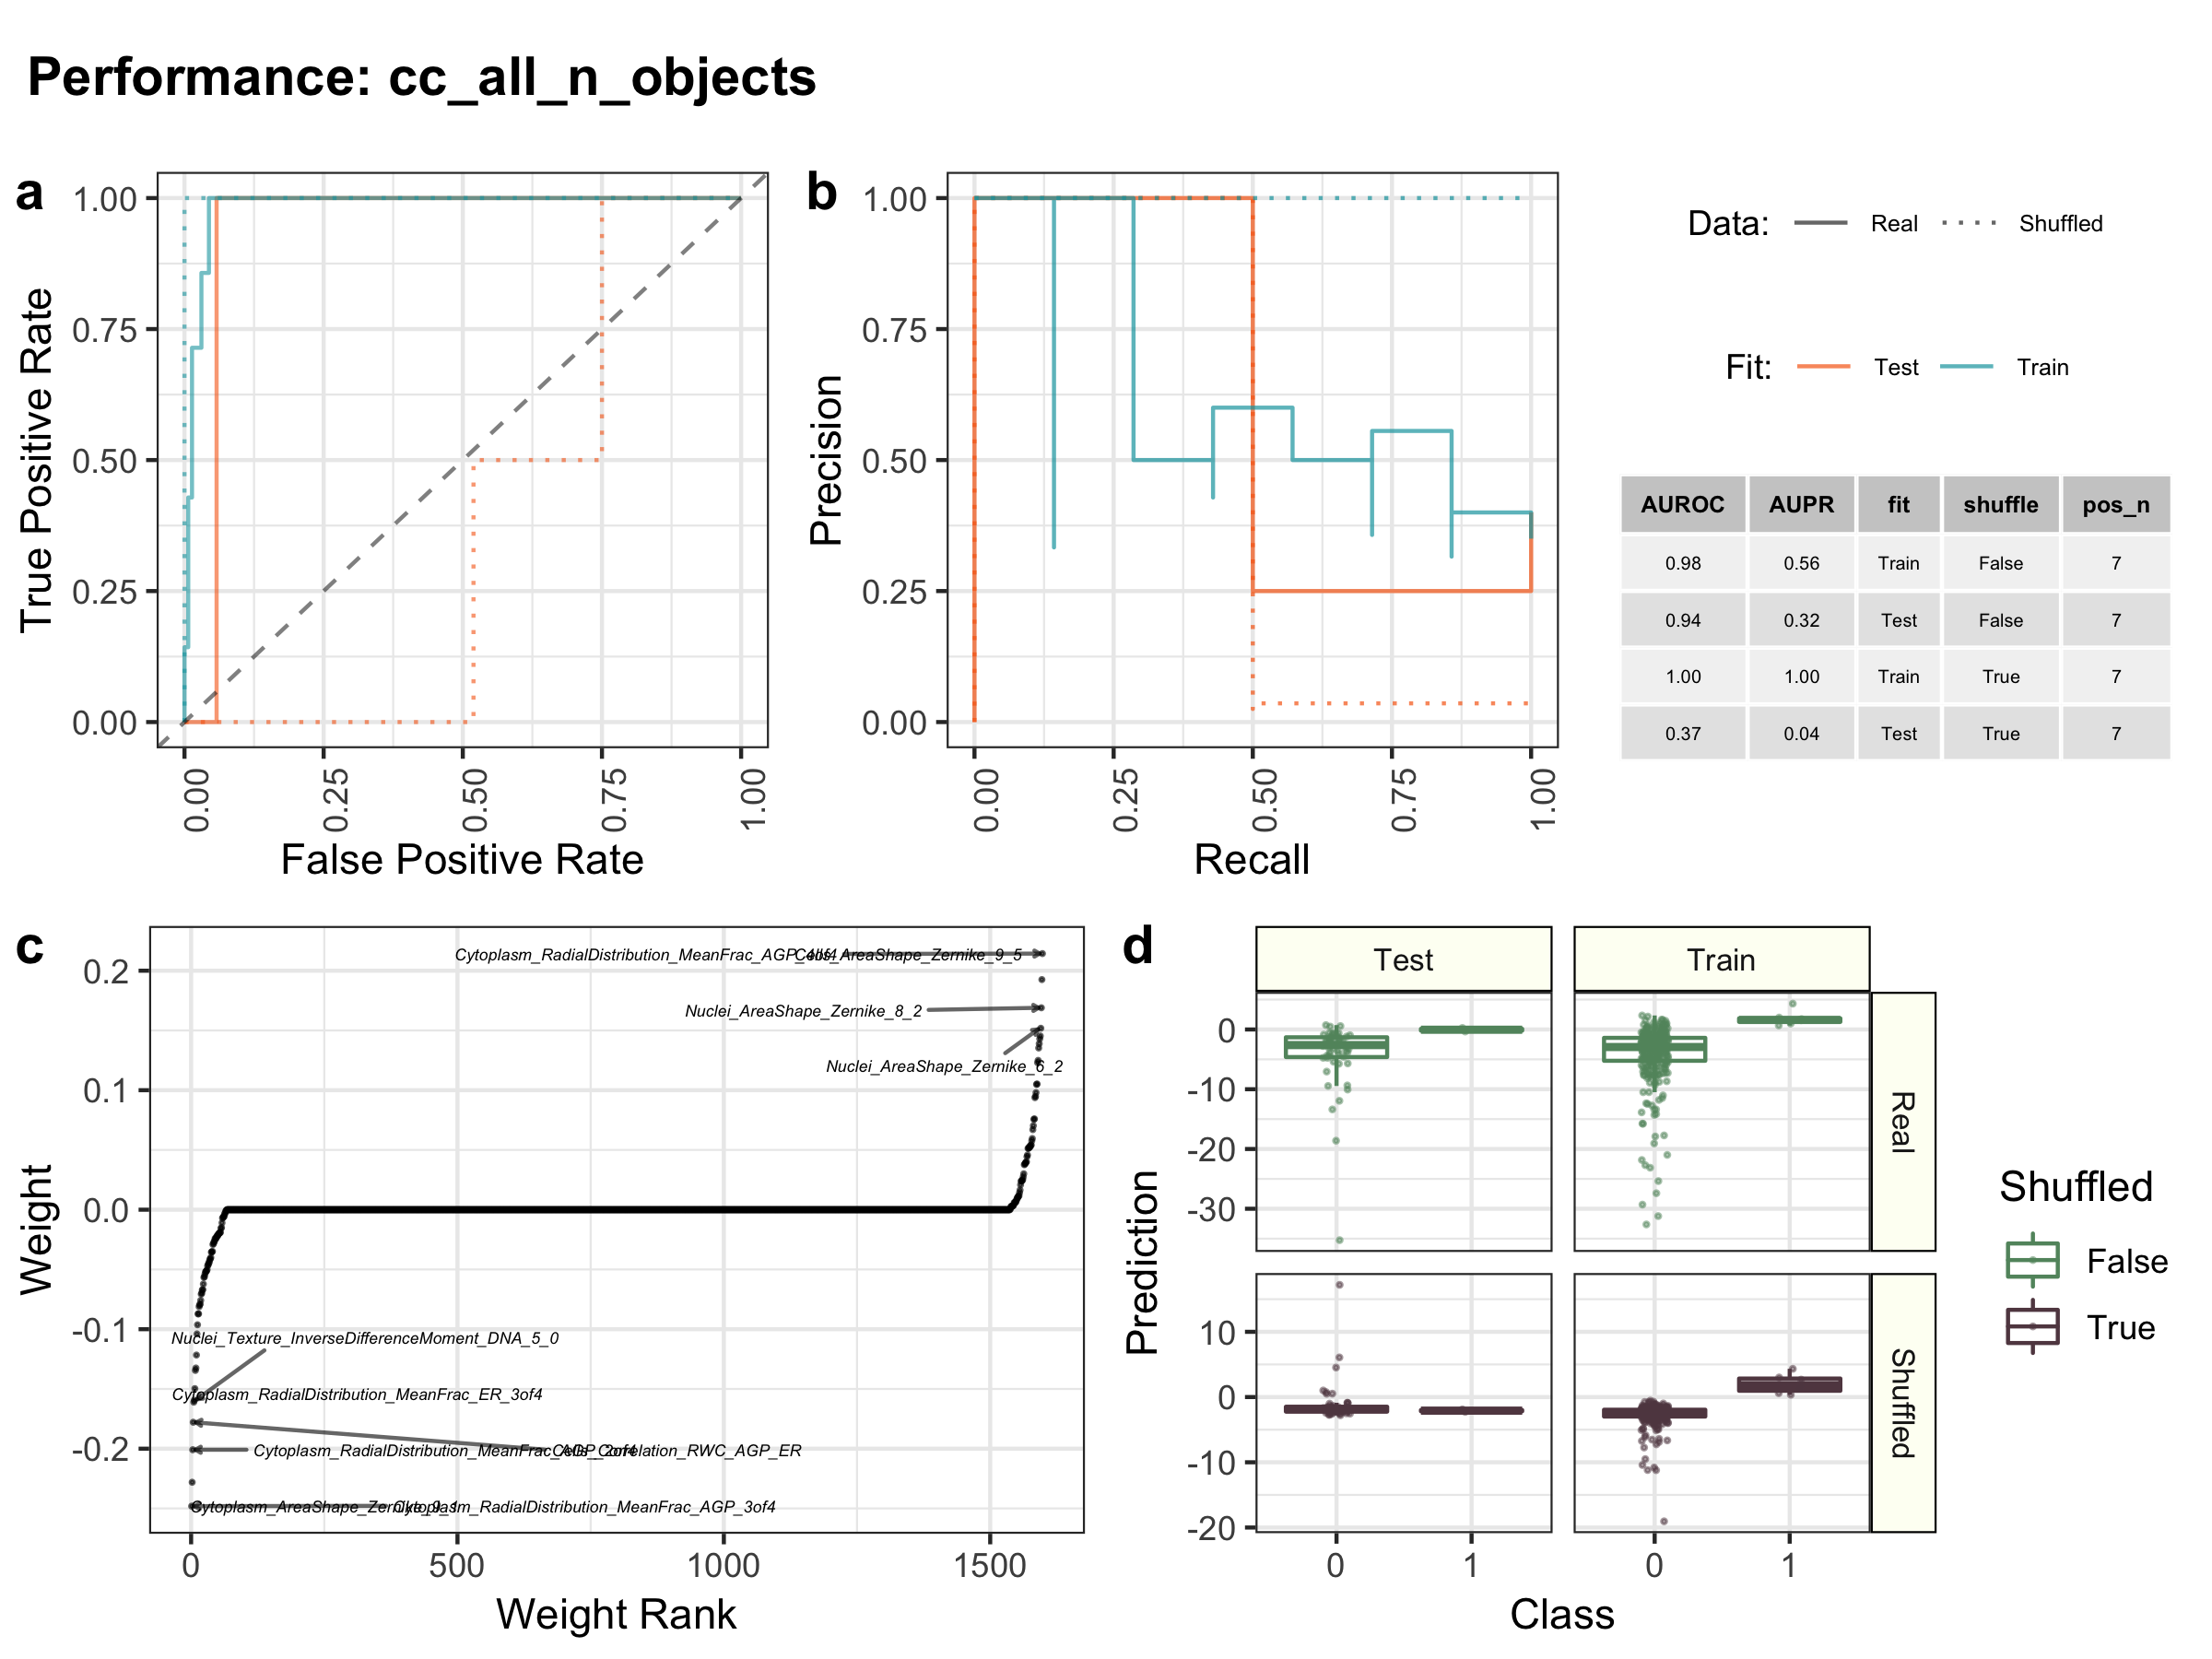 Performance: cc_all_n_objects
a
True Positive Rate
1.00
0.75
0.50
0.25
0.00
0.00
0.25
0.50
0.75
1.00
False Positive Rate
b
Precision
1.00
0.75
0.50
0.25
0.00
0.00
0.25
0.50
0.75
1.00
Recall
Data: Real Shuffled
Fit: Test Train
AUROC AUPR fit shuffle pos_n
0.98 0.56 Train False 7
0.94 0.32 Test False 7
1.00 1.00 Train True 7
0.37 0.04 Test True 7
c
Weight
0.2
0.1
0.0
-0.1
-0.2
Cytoplasm_RadialDistribution_MeanFrac_AGP_4of4
Cells_AreaShape_Zernike_9_5
Nuclei_AreaShape_Zernike_8_2
Nuclei_AreaShape_Zernike_6_2
Nuclei_Texture_InverseDifferenceMoment_DNA_5_0
Cytoplasm_RadialDistribution_MeanFrac_ER_3of4
Cytoplasm_RadialDistribution_MeanFrac_AGP_2of4
Cells_Correlation_RWC_AGP_ER
Cytoplasm_AreaShape_Zernike_9_1
Cytoplasm_RadialDistribution_MeanFrac_AGP_3of4
0
500
1000
1500
Weight Rank
d
Test
Train
Prediction
0
-10
-20
-30
Real
10
0
-10
-20
Shuffled
0
1
0
1
Class
Shuffled
False
True